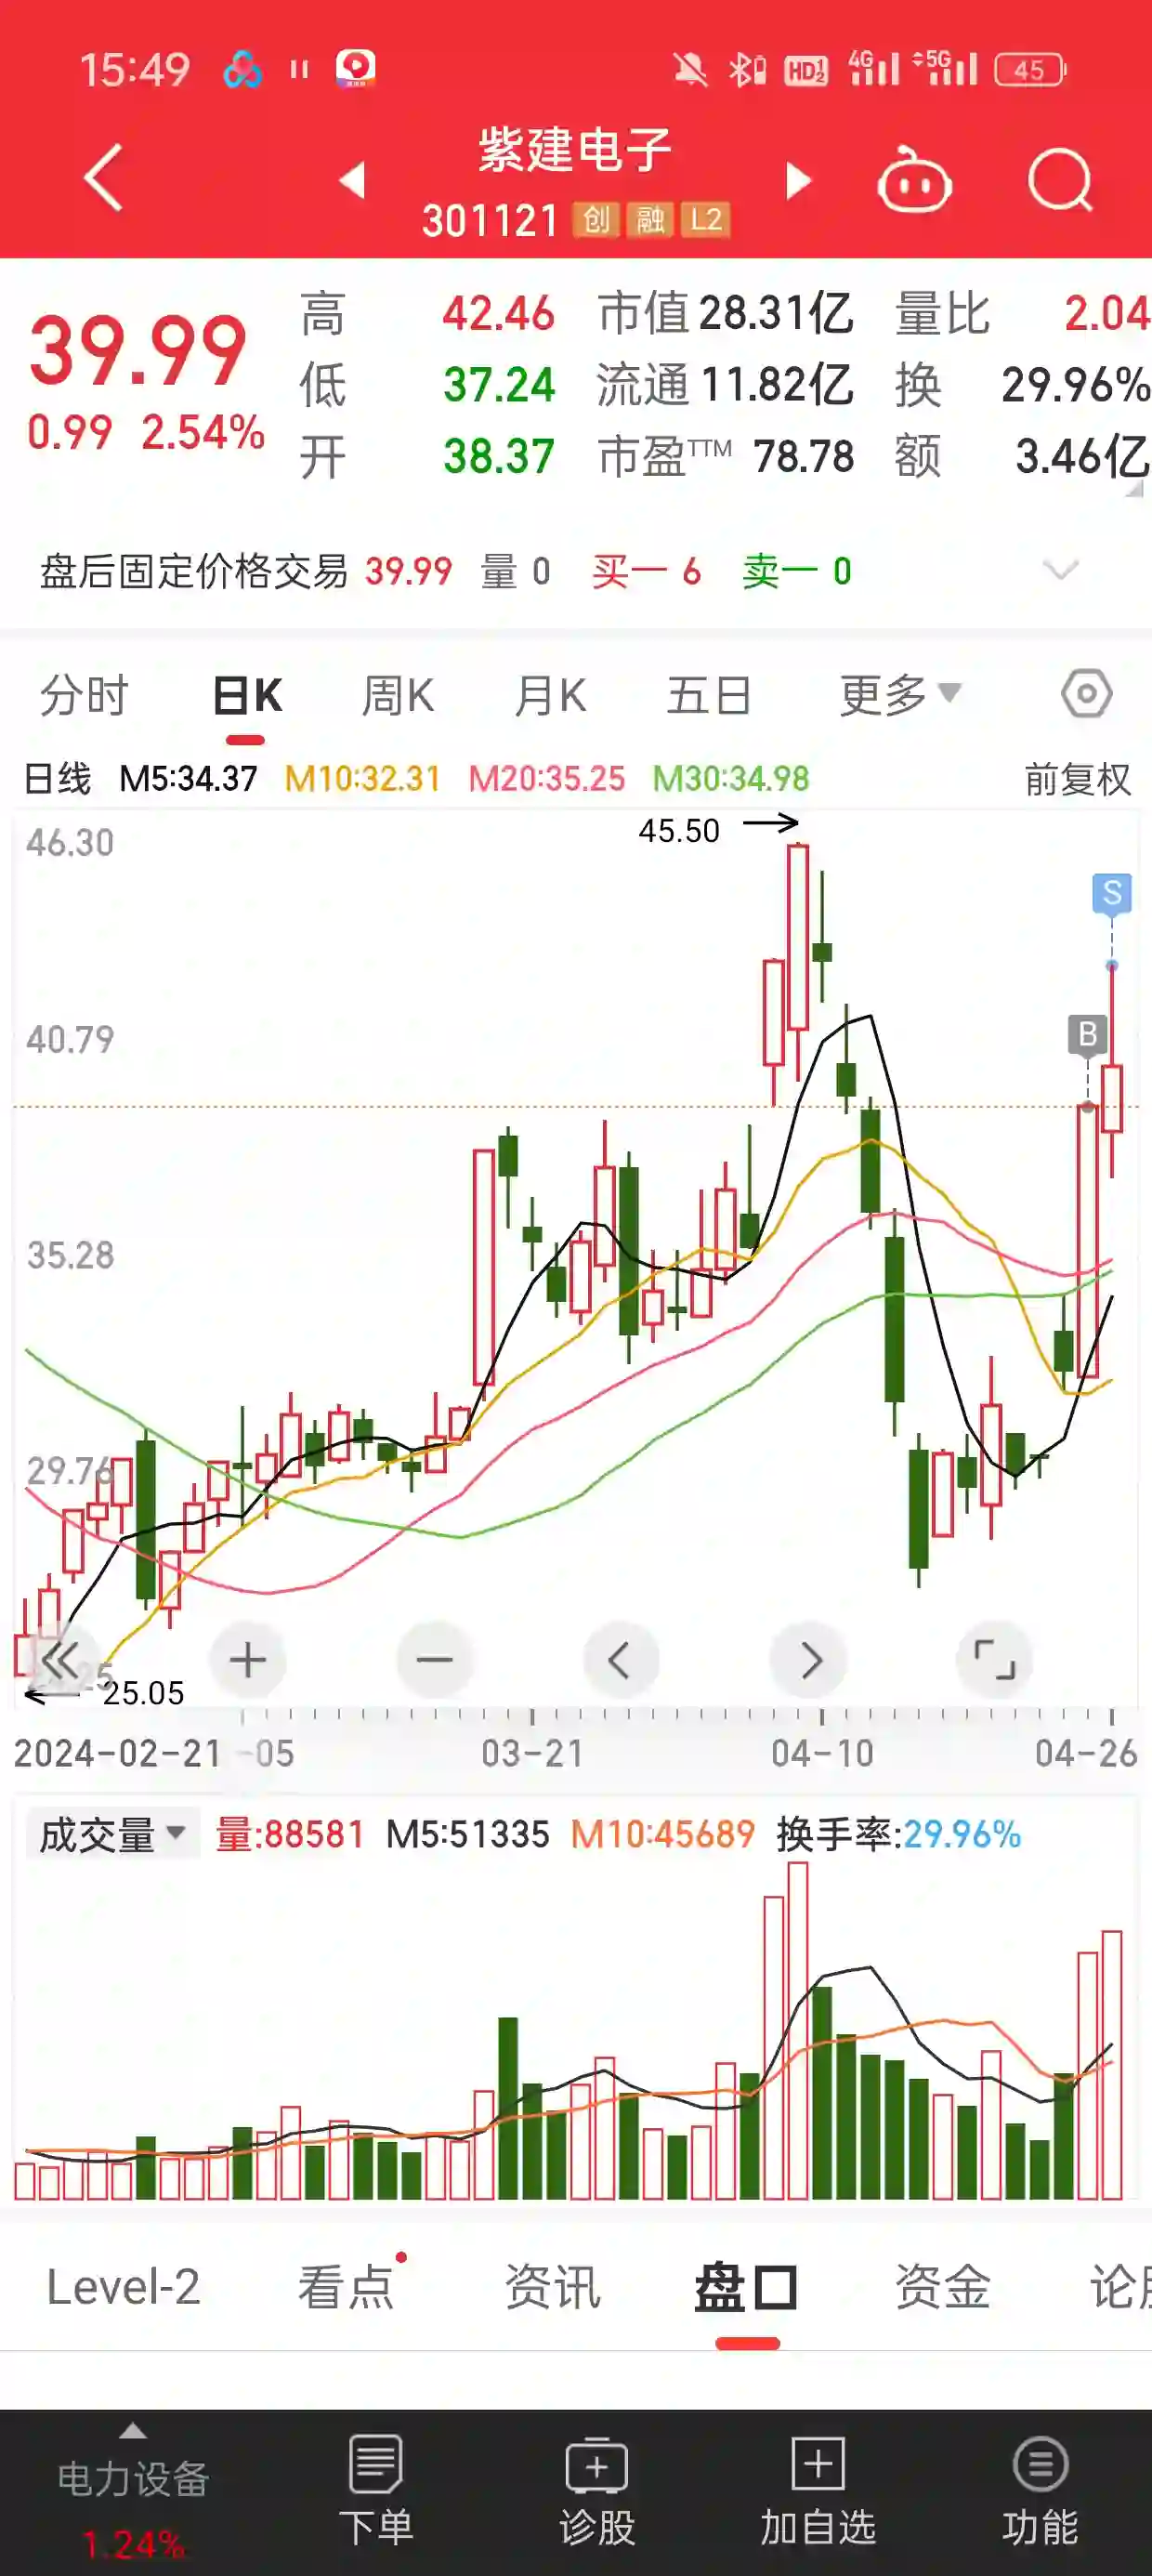 15:49 HD 1 2 4G 5G 45
紫建电子
301121 创 融 L2
39.99
0.99 2.54%
高 42.46 市值 28.31亿 量比 2.04
低 37.24 流通 11.82亿 换 29.96%
开 38.37 市盈TTM 78.78 额 3.46亿
盘后固定价格交易 39.99 量 0 买一 6 卖一 0
分时 日K 周K 月K 五日 更多
日线 M5:34.37 M10:32.31 M20:35.25 M30:34.98 前复权
46.30
45.50
S
40.79
B
35.28
29.76
25.05
2024-02-21 -05 03-21 04-10 04-26
成交量 量:88581 M5:51335 M10:45689 换手率:29.96%
Level-2 看点 资讯 盘口 资金
电力设备 下单 诊股 加自选 功能
1.24%